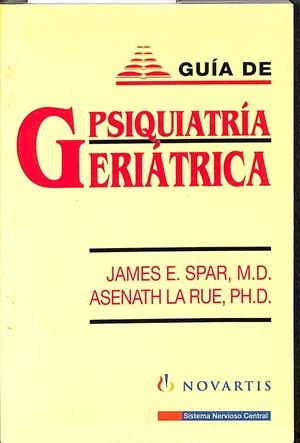 GUÍA DE
PSIQUIATRÍA
GERIÁTRICA
JAMES E. SPAR, M.D.
ASENATH LA RUE, PH.D.
NOVARTIS
Sistema Nervioso Central